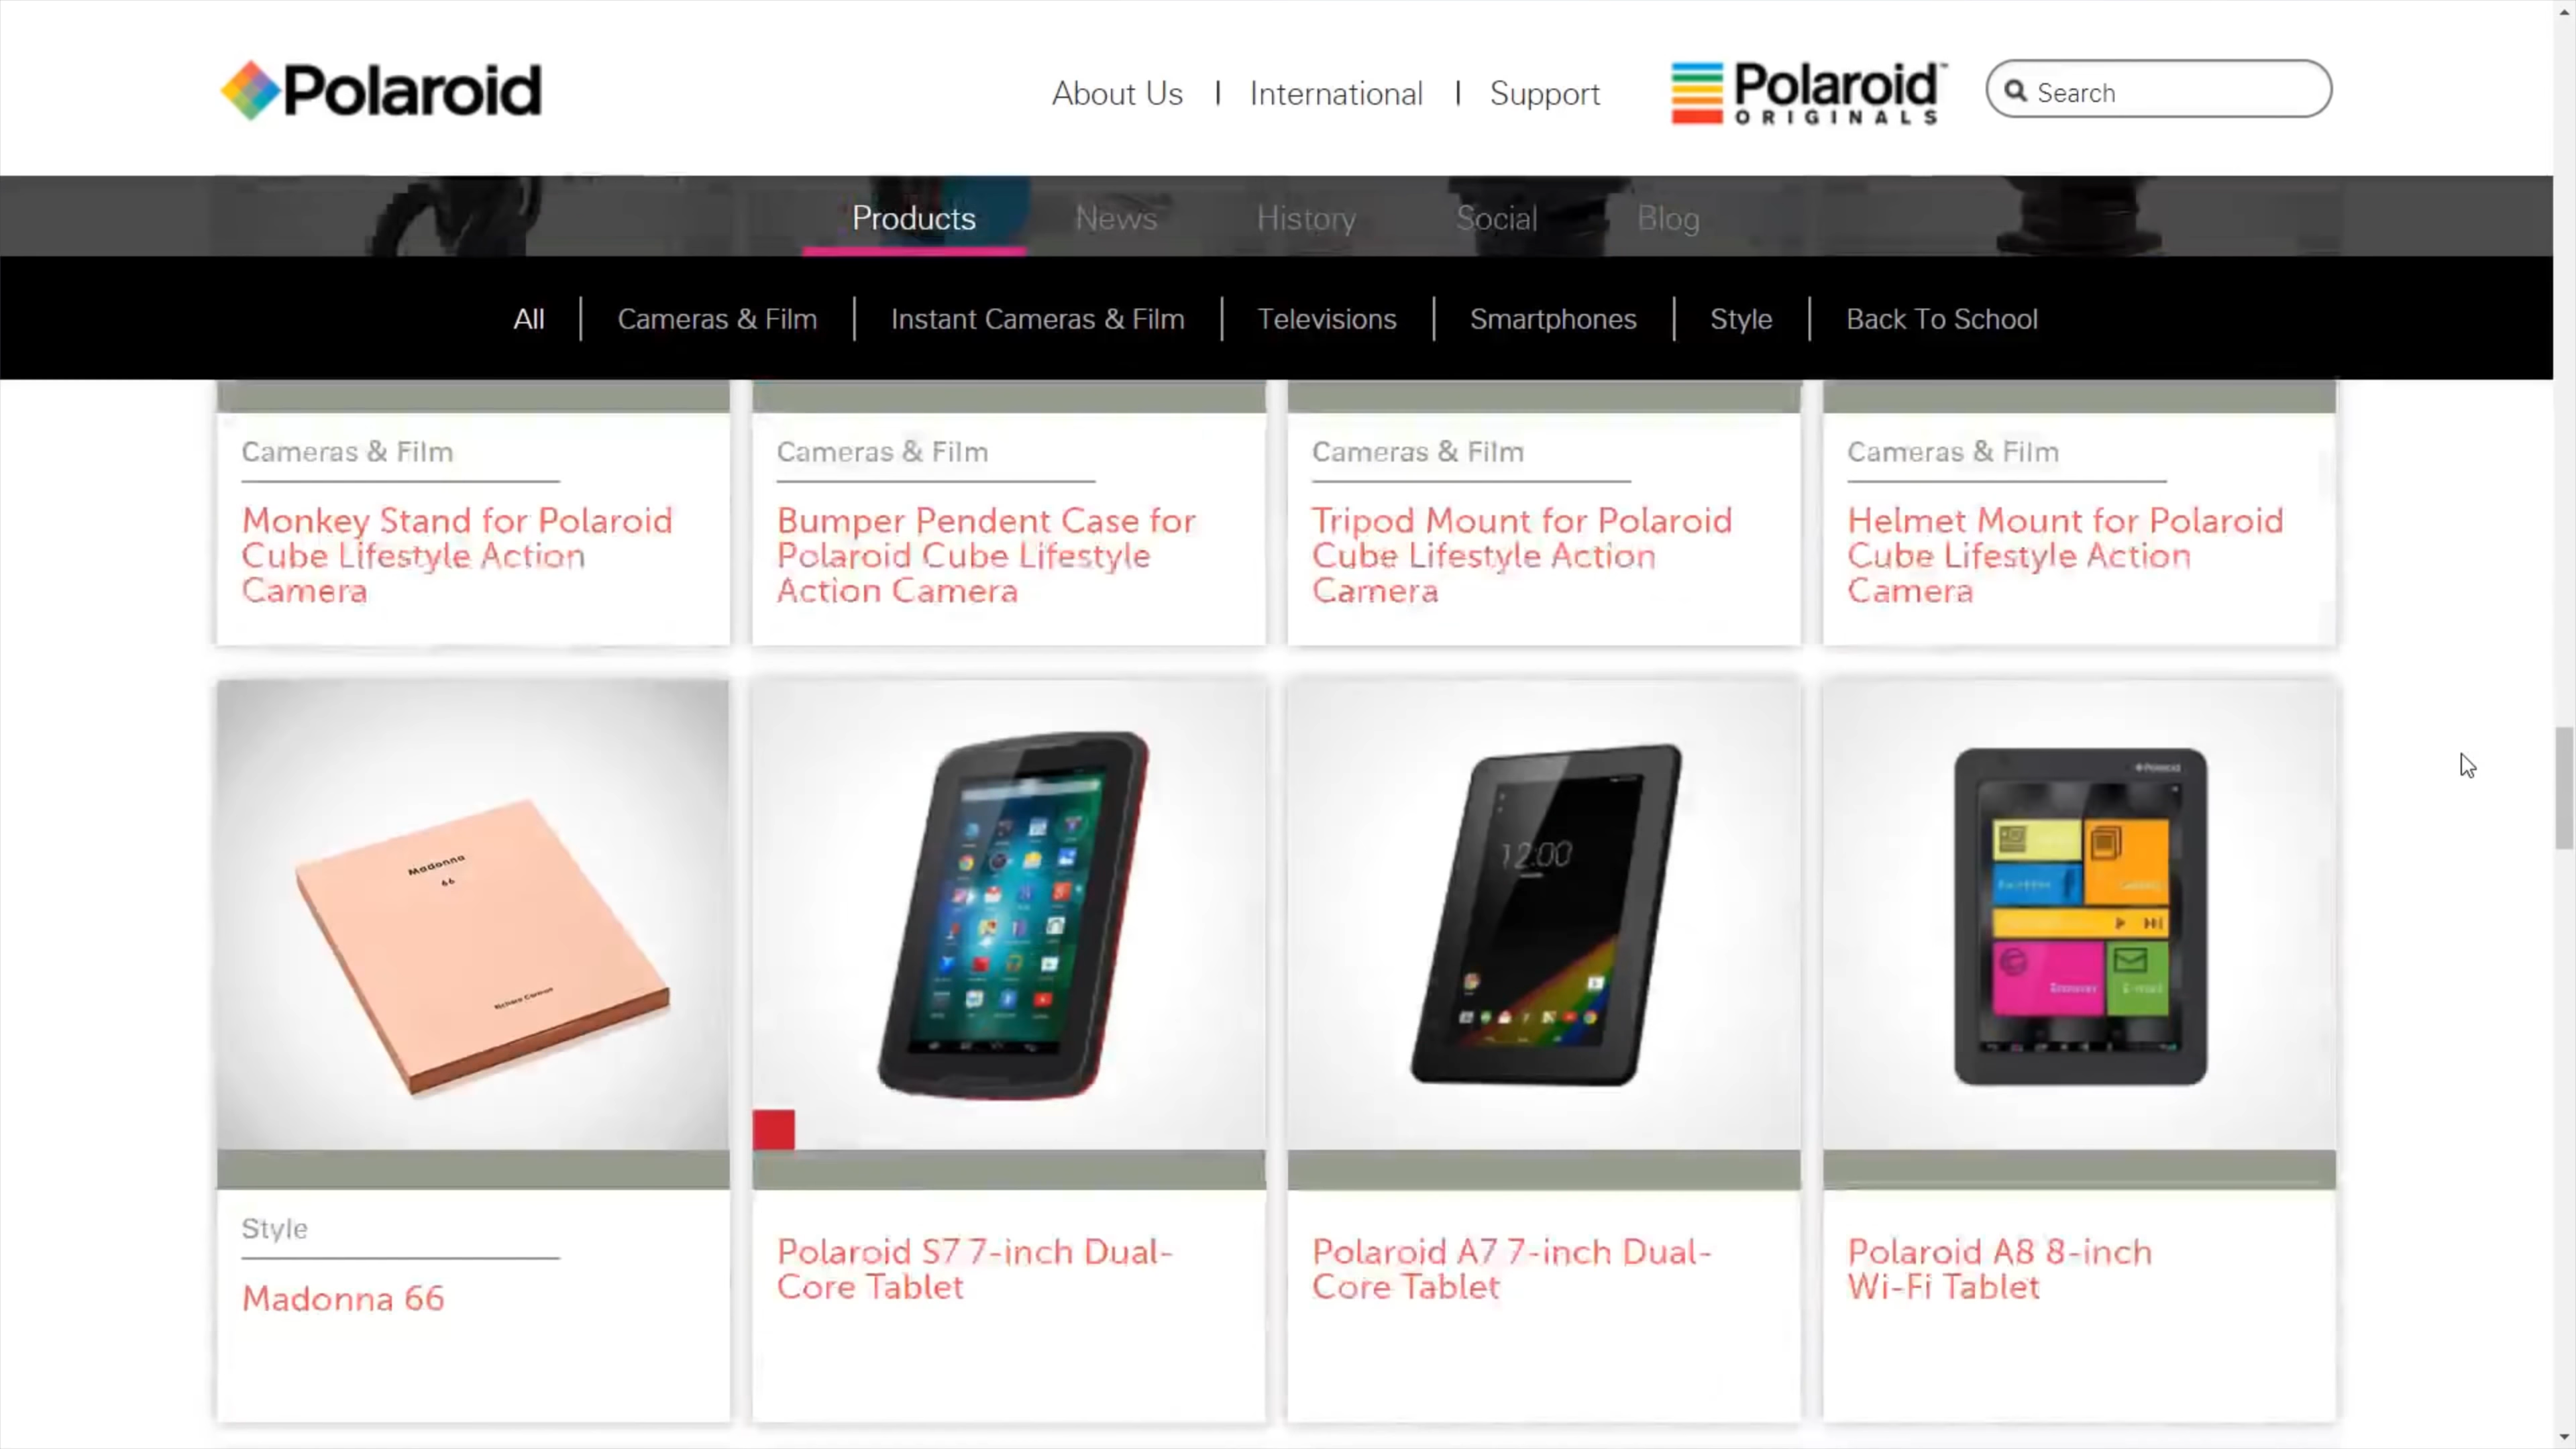 Polaroid
About Us | International | Support
Polaroid™
ORIGINALS
Search
Products News History Social Blog
All | Cameras & Film | Instant Cameras & Film | Televisions | Smartphones | Style | Back To School
Cameras & Film
Monkey Stand for Polaroid
Cube Lifestyle Action
Camera
Cameras & Film
Bumper Pendent Case for
Polaroid Cube Lifestyle
Action Camera
Cameras & Film
Tripod Mount for Polaroid
Cube Lifestyle Action
Camera
Cameras & Film
Helmet Mount for Polaroid
Cube Lifestyle Action
Camera
Madonna
66
12:00
Polaroid
Browser
E-mail
Style
Madonna 66
Polaroid S7 7-inch Dual-
Core Tablet
Polaroid A7 7-inch Dual-
Core Tablet
Polaroid A8 8-inch
Wi-Fi Tablet